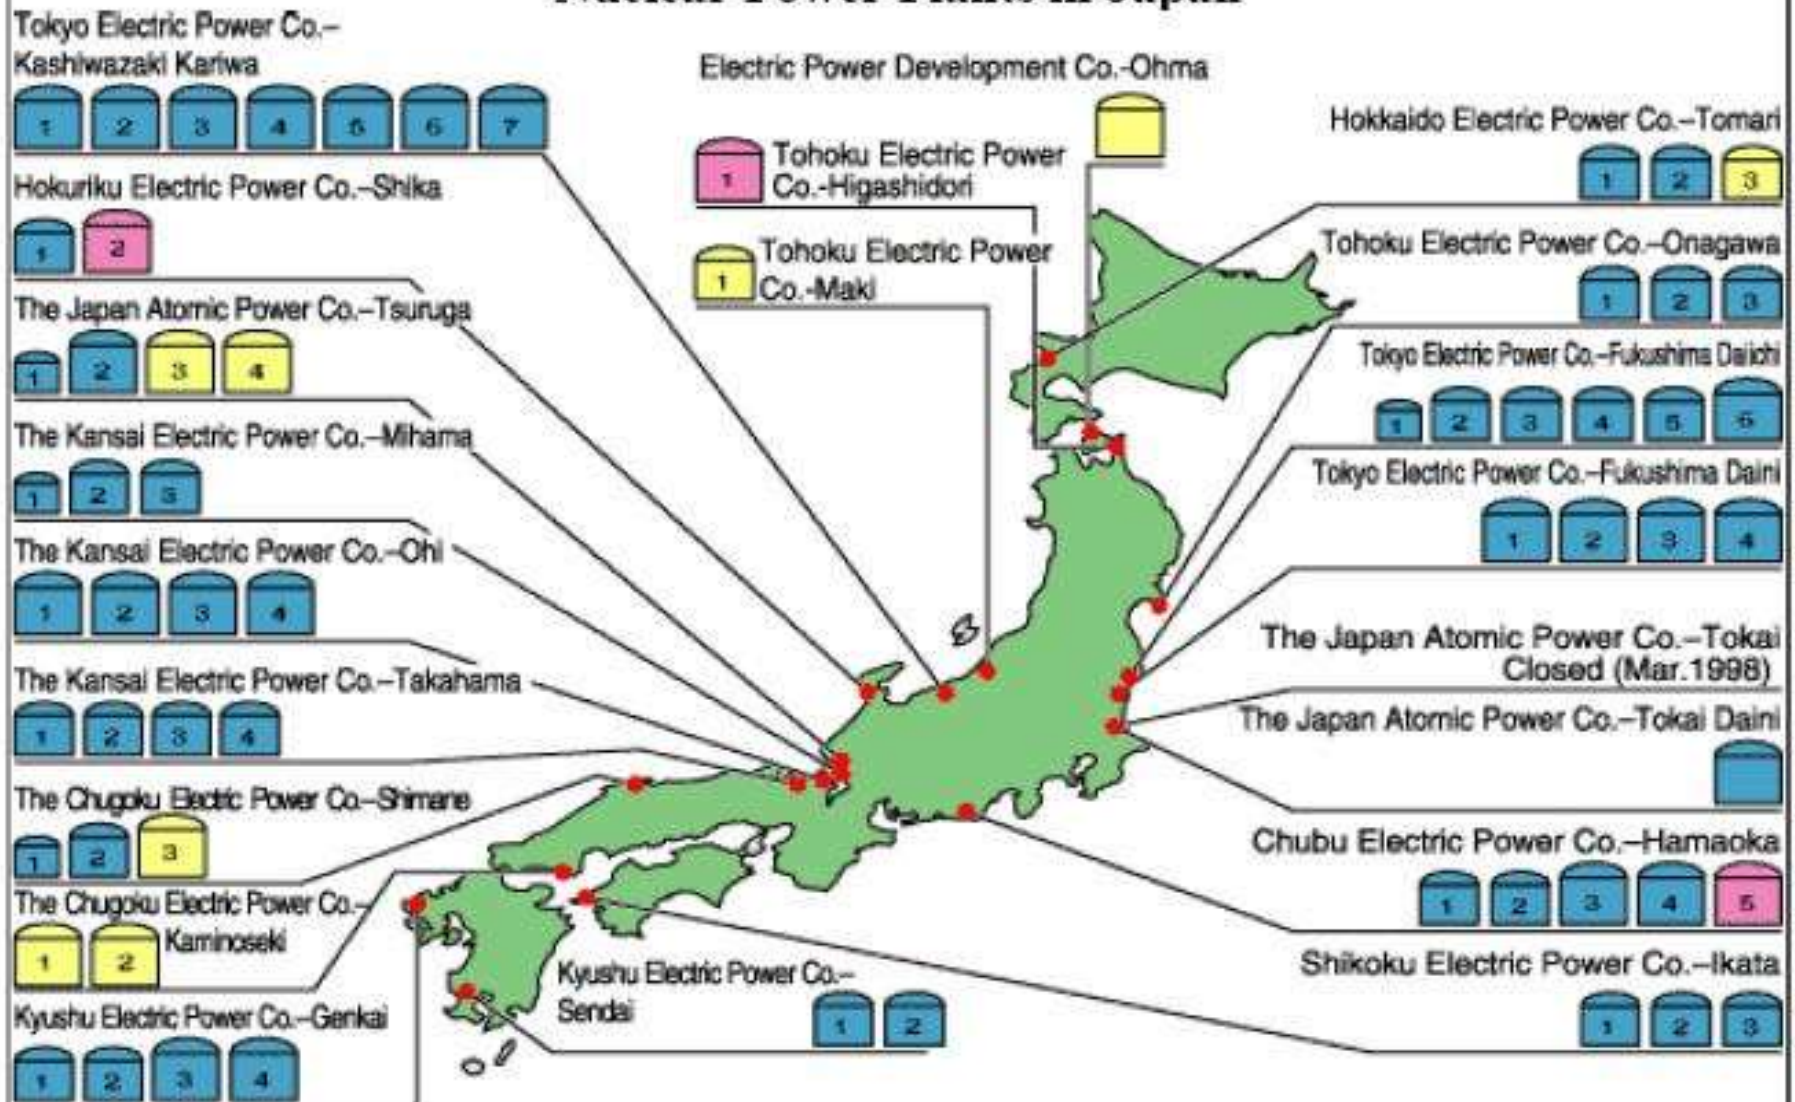 Nuclear Power Plants in Japan
Tokyo Electric Power Co.–
Kashiwazaki Kariwa
1 2 3 4 5 6 7
Hokuriku Electric Power Co.–Shika
1 2
The Japan Atomic Power Co.–Tsuruga
1 2 3 4
The Kansai Electric Power Co.–Mihama
1 2 3
The Kansai Electric Power Co.–Ohi
1 2 3 4
The Kansai Electric Power Co.–Takahama
1 2 3 4
The Chugoku Electric Power Co.–Shimane
1 2 3
The Chugoku Electric Power Co.–
Kaminoseki
1 2
Kyushu Electric Power Co.–Genkai
1 2 3 4
Electric Power Development Co.-Ohma
1 Tohoku Electric Power
Co.-Higashidori
Tohoku Electric Power
1 Co.-Maki
Kyushu Electric Power Co.–
Sendai
1 2
Hokkaido Electric Power Co.–Tomari
1 2 3
Tohoku Electric Power Co.–Onagawa
1 2 3
Tokyo Electric Power Co.–Fukushima Daiichi
1 2 3 4 5 6
Tokyo Electric Power Co.–Fukushima Daini
1 2 3 4
The Japan Atomic Power Co.–Tokai
Closed (Mar.1998)
The Japan Atomic Power Co.–Tokai Daini
Chubu Electric Power Co.–Hamaoka
1 2 3 4 5
Shikoku Electric Power Co.–Ikata
1 2 3